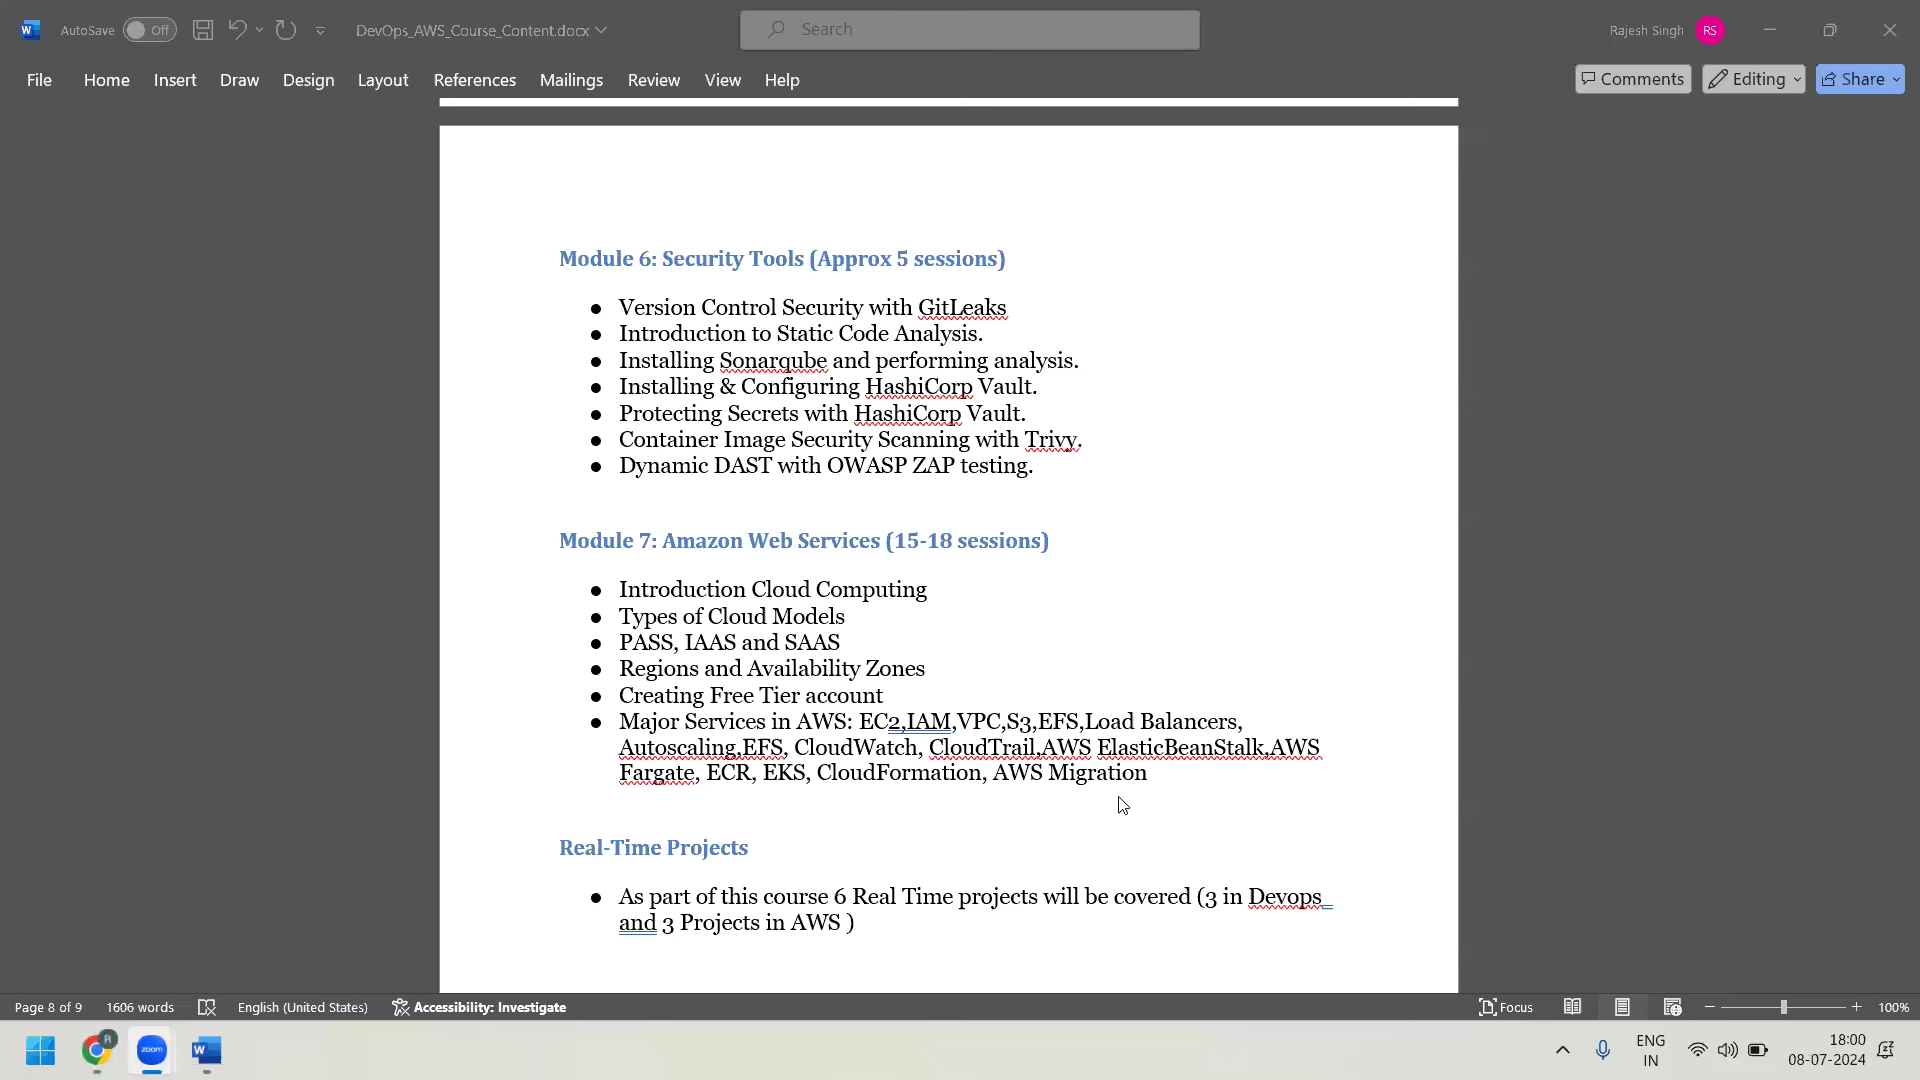 AutoSave Off DevOps_AWS_Course_Content.docx Search Rajesh Singh RS
File Home Insert Draw Design Layout References Mailings Review View Help Comments Editing Share
Module 6: Security Tools (Approx 5 sessions)
● Version Control Security with GitLeaks
● Introduction to Static Code Analysis.
● Installing Sonarqube and performing analysis.
● Installing & Configuring HashiCorp Vault.
● Protecting Secrets with HashiCorp Vault.
● Container Image Security Scanning with Trivy.
● Dynamic DAST with OWASP ZAP testing.
Module 7: Amazon Web Services (15-18 sessions)
● Introduction Cloud Computing
● Types of Cloud Models
● PASS, IAAS and SAAS
● Regions and Availability Zones
● Creating Free Tier account
● Major Services in AWS: EC2,IAM,VPC,S3,EFS,Load Balancers,
Autoscaling,EFS, CloudWatch, CloudTrail,AWS ElasticBeanStalk,AWS
Fargate, ECR, EKS, CloudFormation, AWS Migration
Real-Time Projects
● As part of this course 6 Real Time projects will be covered (3 in Devops
and 3 Projects in AWS )
Page 8 of 9 1606 words English (United States) Accessibility: Investigate Focus 100%
R zoom W ENG 18:00
IN 08-07-2024